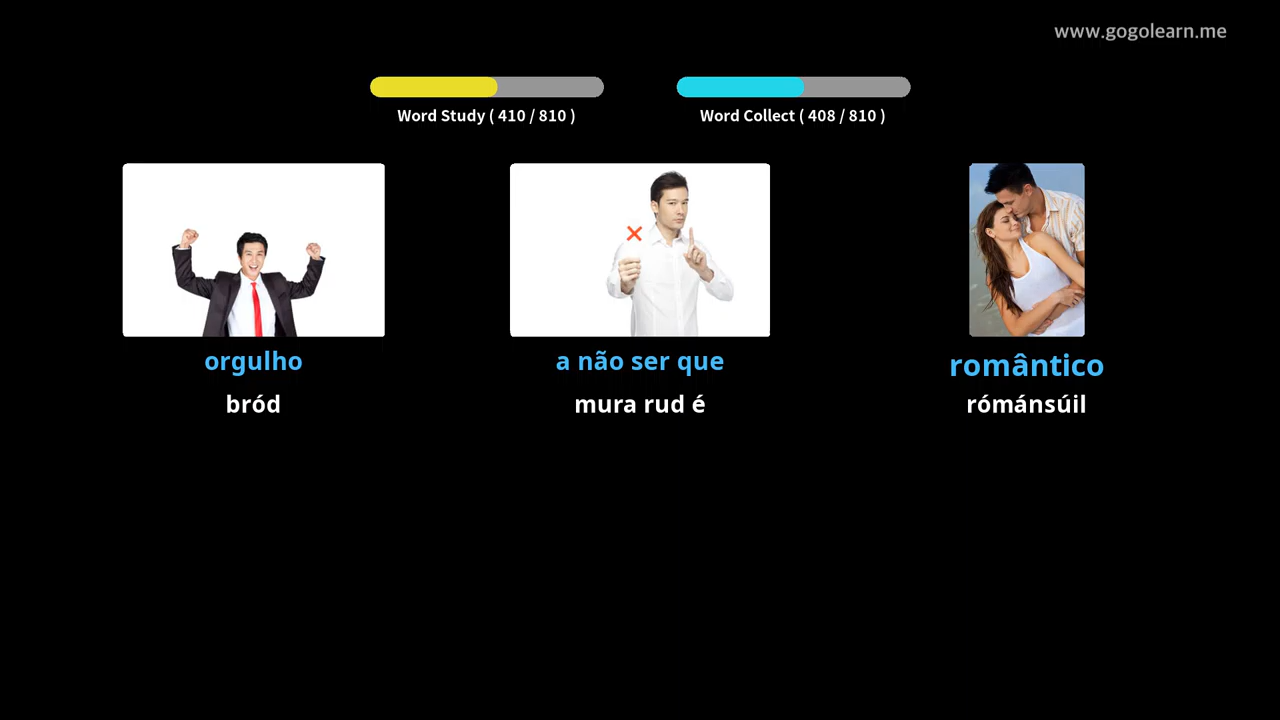 www.gogolearn.me
Word Study ( 410 / 810 )
Word Collect ( 408 / 810 )
orgulho
a não ser que
romântico
bród
mura rud é
rómánsúil